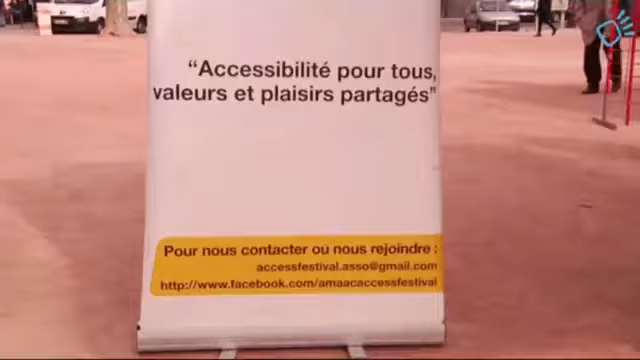 “Accessibilité pour tous,
valeurs et plaisirs partagés”
Pour nous contacter ou nous rejoindre :
accessfestival.asso@gmail.com
http://www.facebook.com/amaacaccessfestival